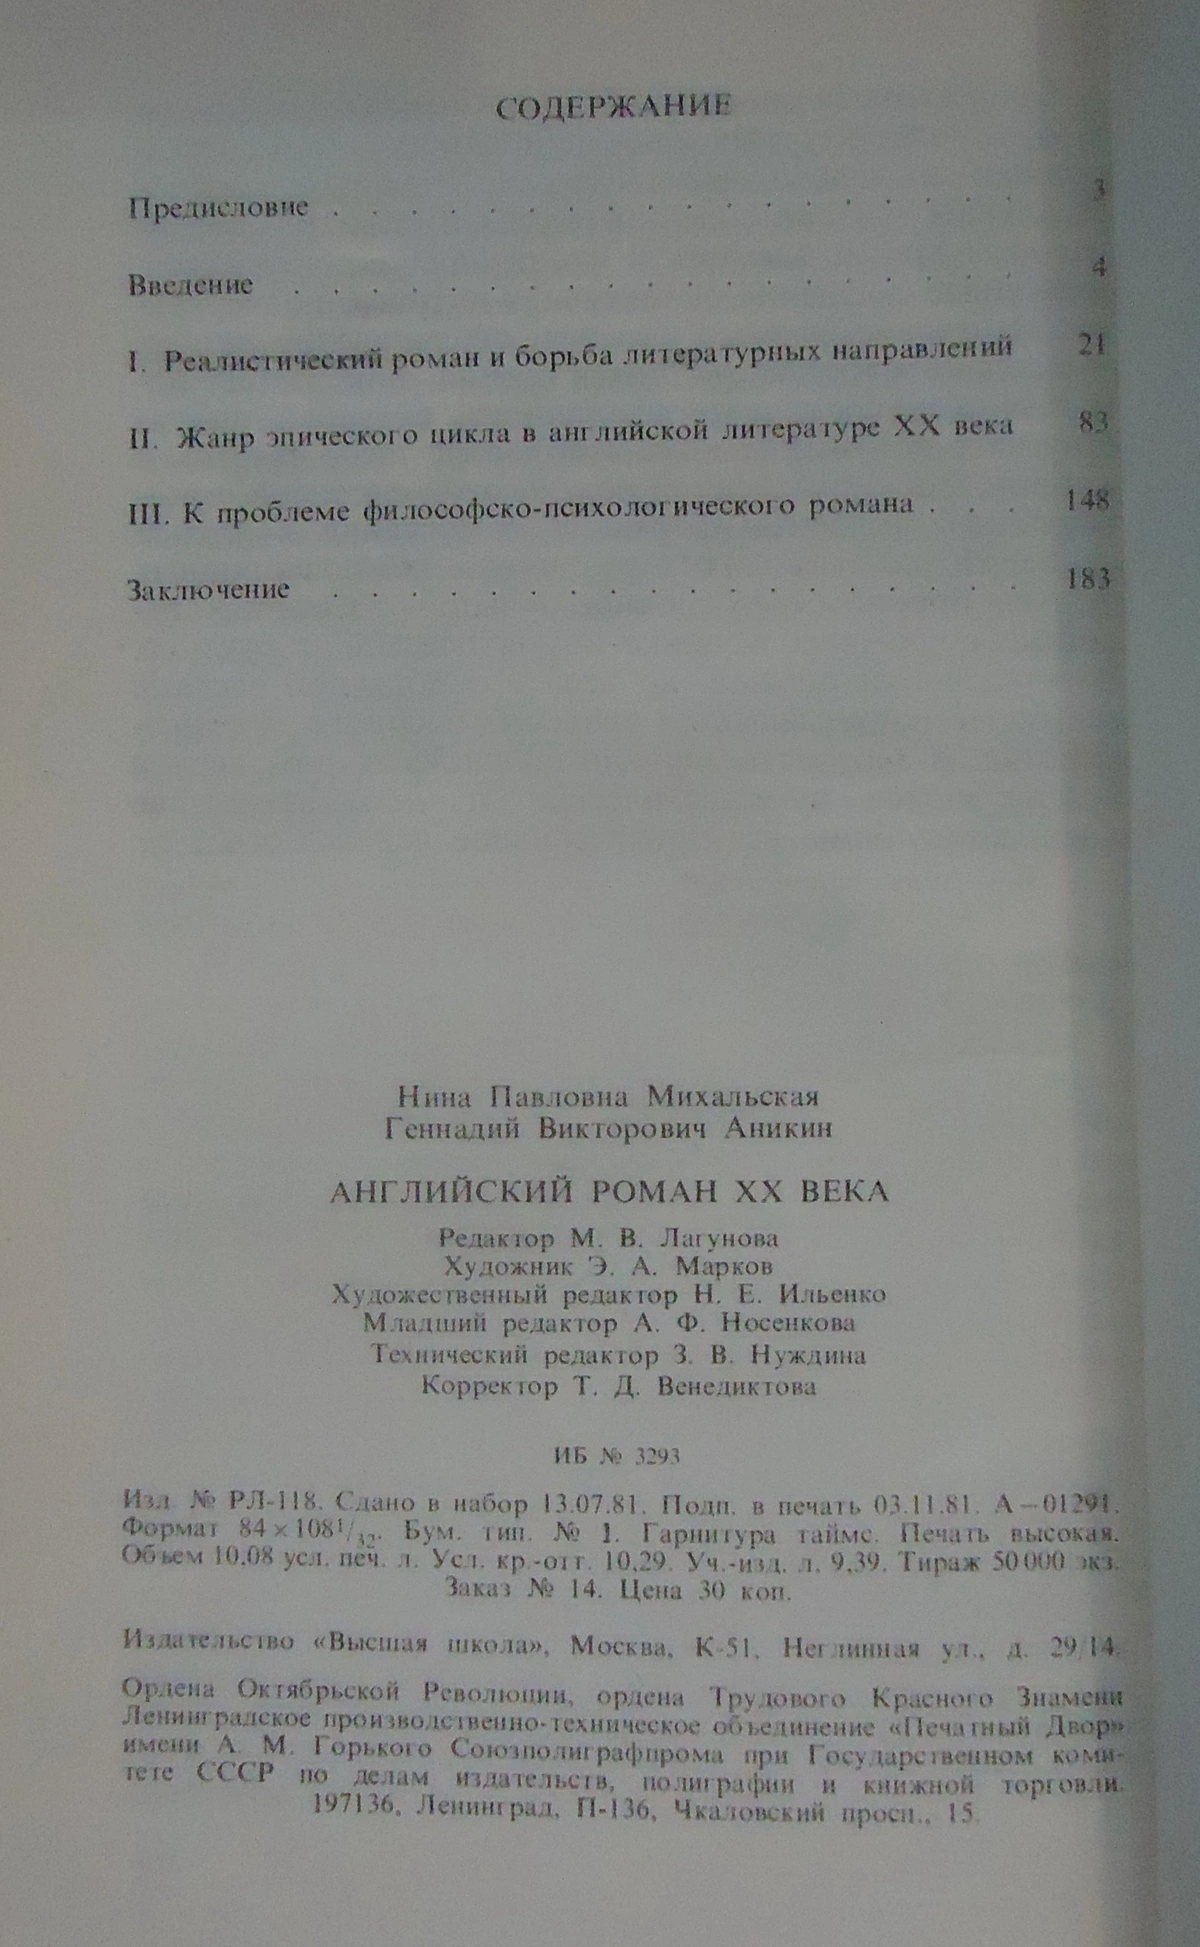 СОДЕРЖАНИЕ
Предисловие . . . . . . . . . . . . . . . . . . 3
Введение . . . . . . . . . . . . . . . . . . . 4
I. Реалистический роман и борьба литературных направлений 21
II. Жанр эпического цикла в английской литературе XX века 83
III. К проблеме философско-психологического романа . . . 148
Заключение . . . . . . . . . . . . . . . . . . 183
Нина Павловна Михальская
Геннадий Викторович Аникин
АНГЛИЙСКИЙ РОМАН XX ВЕКА
Редактор М. В. Лагунова
Художник Э. А. Марков
Художественный редактор Н. Е. Ильенко
Младший редактор А. Ф. Носенкова
Технический редактор З. В. Нуждина
Корректор Т. Д. Венедиктова
ИБ № 3293
Изд № РЛ-118. Сдано в набор 13.07.81. Подп. в печать 03.11.81. А—01291.
Формат 84×108¹/₃₂. Бум. тип. № 1. Гарнитура таймс. Печать высокая.
Объем 10,08 усл. печ. л. Усл. кр.-отт. 10,29. Уч.-изд. л. 9,39. Тираж 50 000 экз.
Заказ № 14. Цена 30 коп.
Издательство «Высшая школа», Москва, К-51, Неглинная ул., д. 29/14.
Ордена Октябрьской Революции, ордена Трудового Красного Знамени
Ленинградское производственно-техническое объединение «Печатный Двор»
имени А. М. Горького Союзполиграфпрома при Государственном коми-
тете СССР по делам издательств, полиграфии и книжной торговли.
197136, Ленинград, П-136, Чкаловский просп., 15.